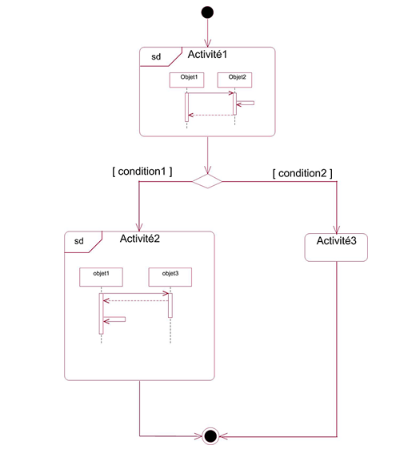 sd
Activité1
Objet1
Objet2
[ condition1 ]
[ condition2 ]
sd
Activité2
Activité3
objet1
objet3